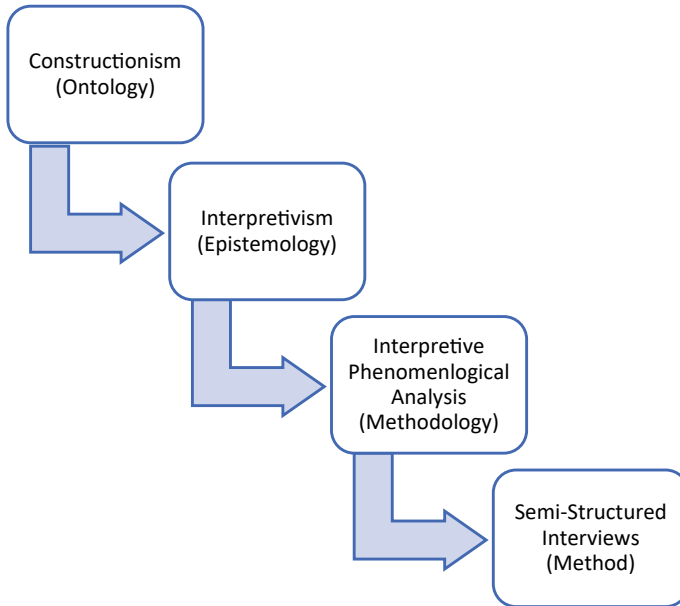 Constructionism
(Ontology)
Interpretivism
(Epistemology)
Interpretive
Phenomenlogical
Analysis
(Methodology)
Semi-Structured
Interviews
(Method)